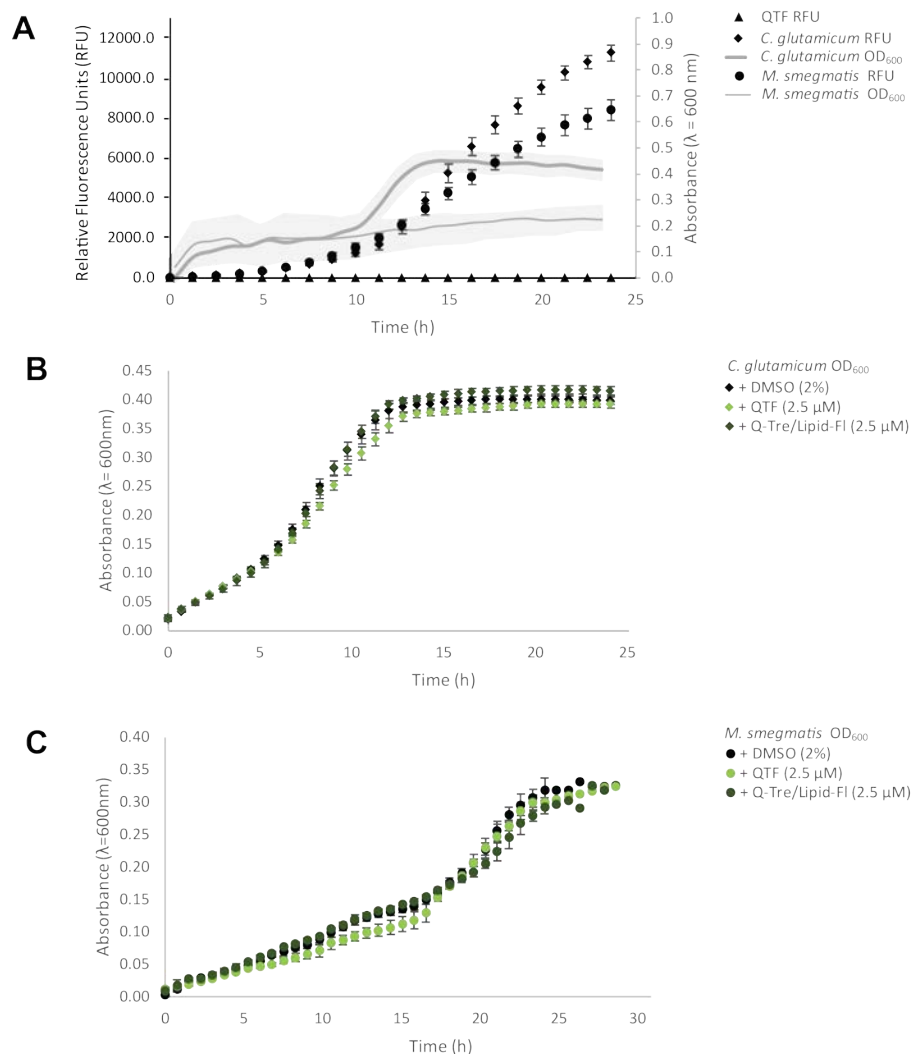 A
Relative Fluorescence Units (RFU)
12000.0
10000.0
8000.0
6000.0
4000.0
2000.0
0.0
0
5
10
15
20
25
Time (h)
1.0
0.9
0.8
0.7
0.6
0.5
0.4
0.3
0.2
0.1
0.0
Absorbance (λ = 600 nm)
QTF RFU
C. glutamicum RFU
C. glutamicum OD600
M. smegmatis RFU
M. smegmatis OD600
B
Absorbance (λ= 600nm)
0.45
0.40
0.35
0.30
0.25
0.20
0.15
0.10
0.05
0.00
0
5
10
15
20
25
Time (h)
C. glutamicum OD600
+ DMSO (2%)
+ QTF (2.5 µM)
+ Q-Tre/Lipid-Fl (2.5 µM)
C
Absorbance (λ=600nm)
0.40
0.35
0.30
0.25
0.20
0.15
0.10
0.05
0.00
0
5
10
15
20
25
30
Time (h)
M. smegmatis OD600
+ DMSO (2%)
+ QTF (2.5 µM)
+ Q-Tre/Lipid-Fl (2.5 µM)